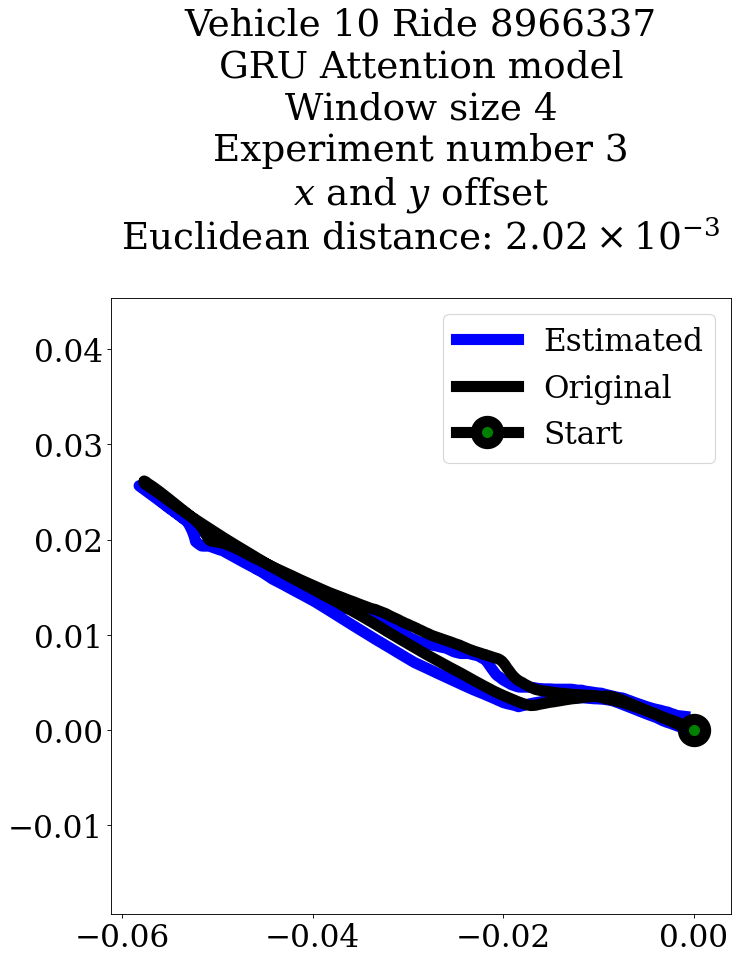 Vehicle 10 Ride 8966337
GRU Attention model
Window size 4
Experiment number 3
x and y offset
Euclidean distance: 2.02 × 10⁻³
Estimated
Original
Start
0.04
0.03
0.02
0.01
0.00
−0.01
−0.06
−0.04
−0.02
0.00